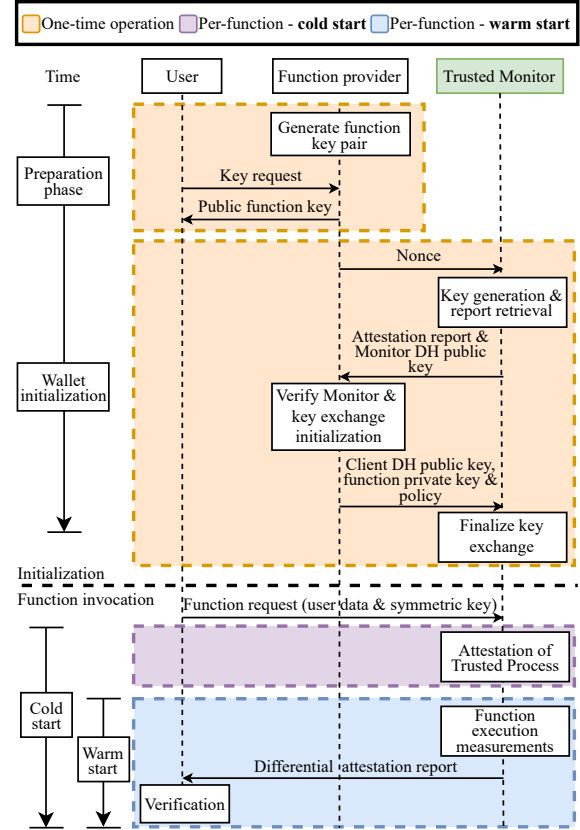 One-time operation Per-function - cold start Per-function - warm start
Time User Function provider Trusted Monitor
Generate function
key pair
Preparation
phase
Key request
Public function key
Nonce
Key generation &
report retrieval
Attestation report &
Monitor DH public
key
Wallet
initialization
Verify Monitor &
key exchange
initialization
Client DH public key,
function private key &
policy
Finalize key
exchange
Initialization
Function invocation
Function request (user data & symmetric key)
Attestation of
Trusted Process
Cold
start
Function
execution
measurements
Warm
start
Differential attestation report
Verification